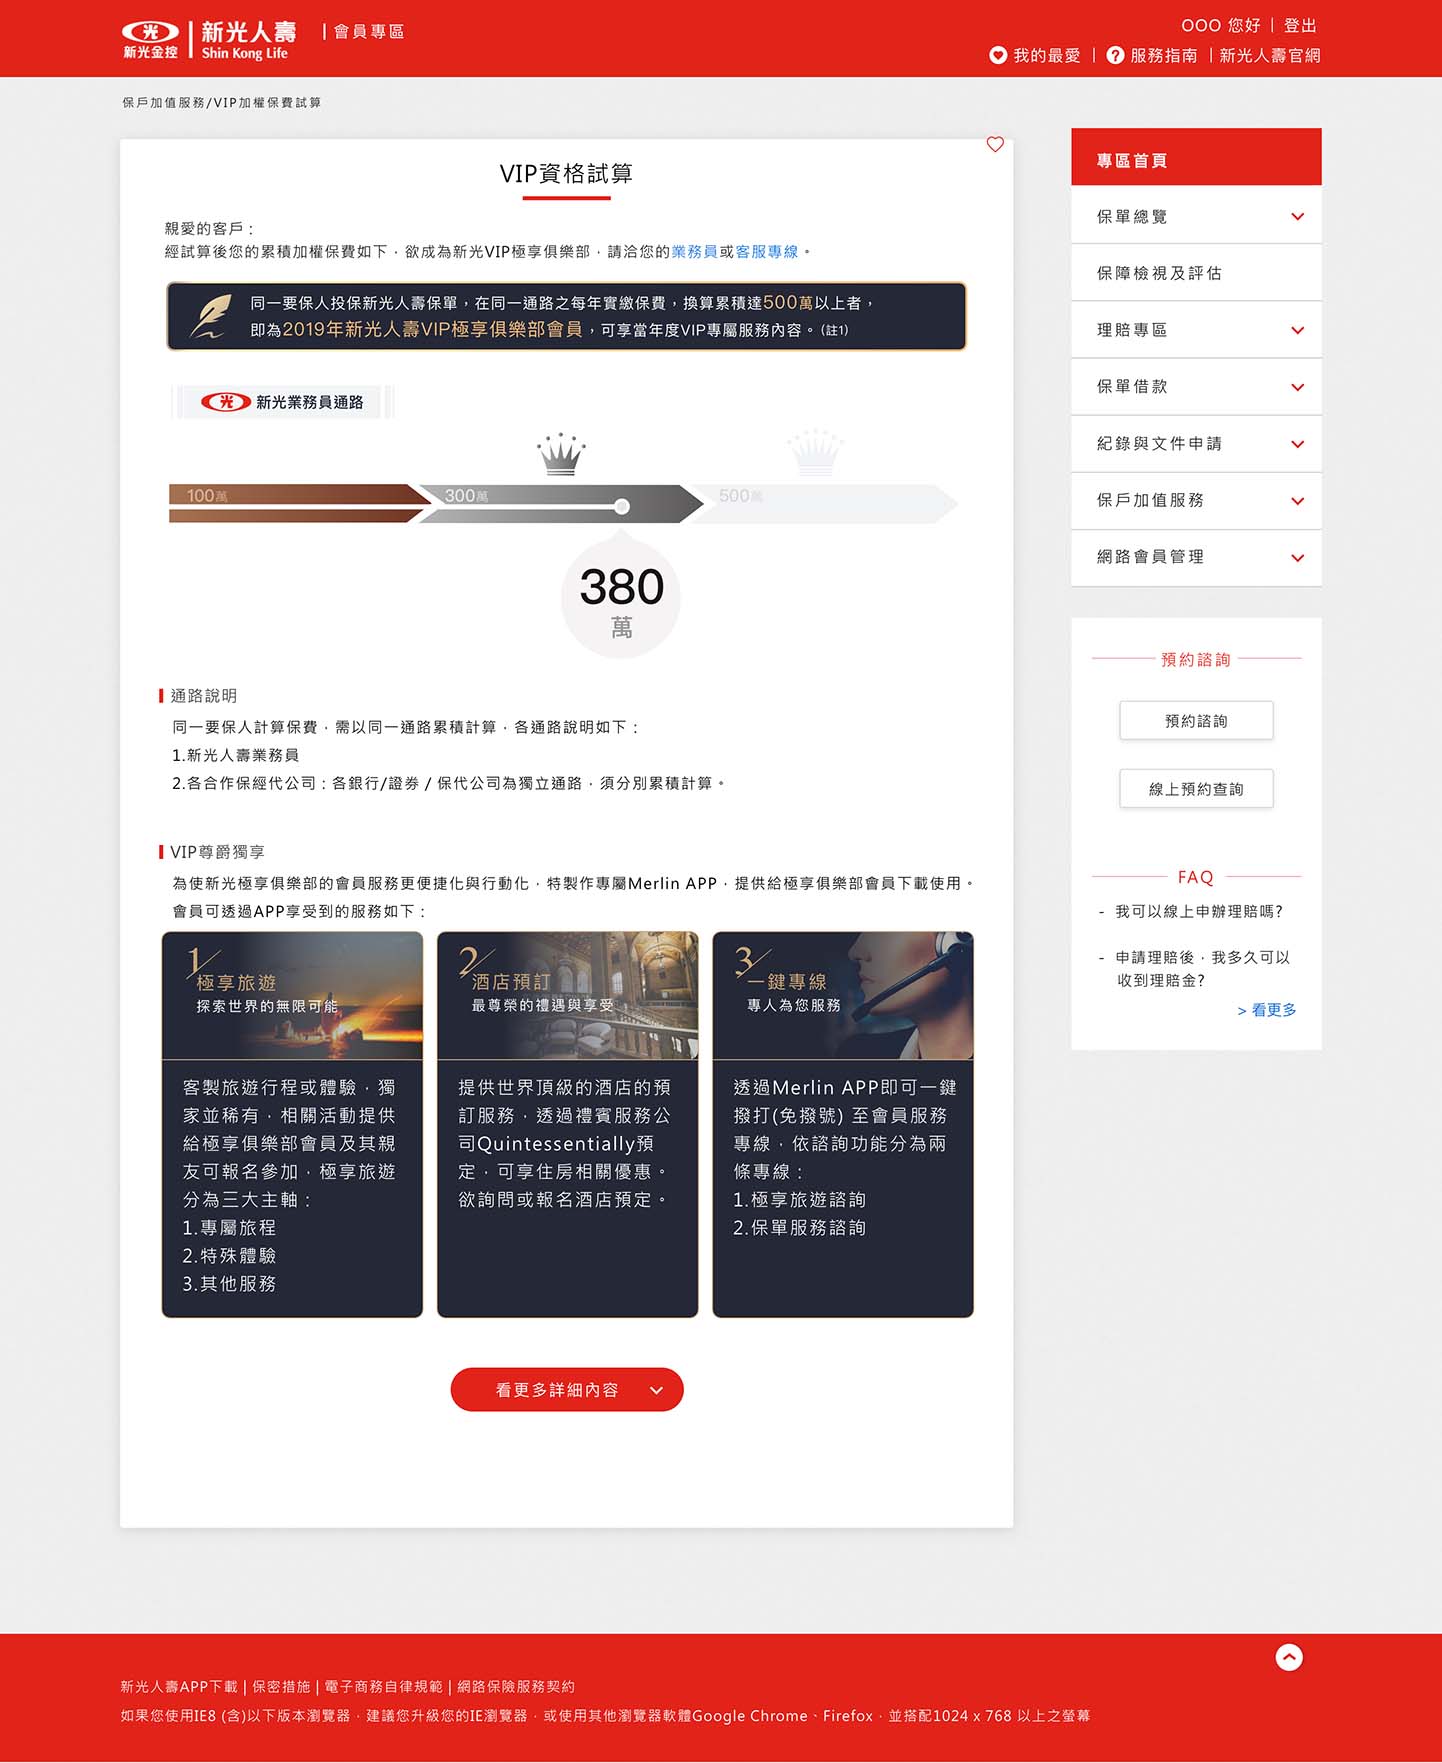 新光金控
新光人壽
Shin Kong Life
會員專區
OOO 您好 | 登出
我的最愛 | ? 服務指南 | 新光人壽官網
保戶加值服務/VIP加權保費試算
VIP資格試算
親愛的客戶：
經試算後您的累積加權保費如下，欲成為新光VIP極享俱樂部，請洽您的業務員或客服專線。
同一要保人投保新光人壽保單，在同一通路之每年實繳保費，換算累積達500萬以上者，
即為2019年新光人壽VIP極享俱樂部會員，可享當年度VIP專屬服務內容。(註1)
光 新光業務員通路
100萬
300萬
500萬
380
萬
通路說明
同一要保人計算保費，需以同一通路累積計算，各通路說明如下：
1.新光人壽業務員
2.各合作保經代公司：各銀行/證券 / 保代公司為獨立通路，須分別累積計算。
VIP尊爵獨享
為使新光極享俱樂部的會員服務更便捷化與行動化，特製作專屬Merlin APP，提供給極享俱樂部會員下載使用。
會員可透過APP享受到的服務如下：
1
極享旅遊
探索世界的無限可能
客製旅遊行程或體驗，獨
家並稀有，相關活動提供
給極享俱樂部會員及其親
友可報名參加，極享旅遊
分為三大主軸：
1.專屬旅程
2.特殊體驗
3.其他服務
2
酒店預訂
最尊榮的禮遇與享受
提供世界頂級的酒店的預
訂服務，透過禮賓服務公
司Quintessentially預
定，可享住房相關優惠。
欲詢問或報名酒店預定。
3
一鍵專線
專人為您服務
透過Merlin APP即可一鍵
撥打(免撥號) 至會員服務
專線，依諮詢功能分為兩
條專線：
1.極享旅遊諮詢
2.保單服務諮詢
看更多詳細內容
專區首頁
保單總覽
保障檢視及評估
理賠專區
保單借款
紀錄與文件申請
保戶加值服務
網路會員管理
預約諮詢
預約諮詢
線上預約查詢
FAQ
- 我可以線上申辦理賠嗎?
- 申請理賠後，我多久可以
收到理賠金?
> 看更多
新光人壽APP下載 | 保密措施 | 電子商務自律規範 | 網路保險服務契約
如果您使用IE8 (含)以下版本瀏覽器，建議您升級您的IE瀏覽器，或使用其他瀏覽器軟體Google Chrome、Firefox，並搭配1024 x 768 以上之螢幕